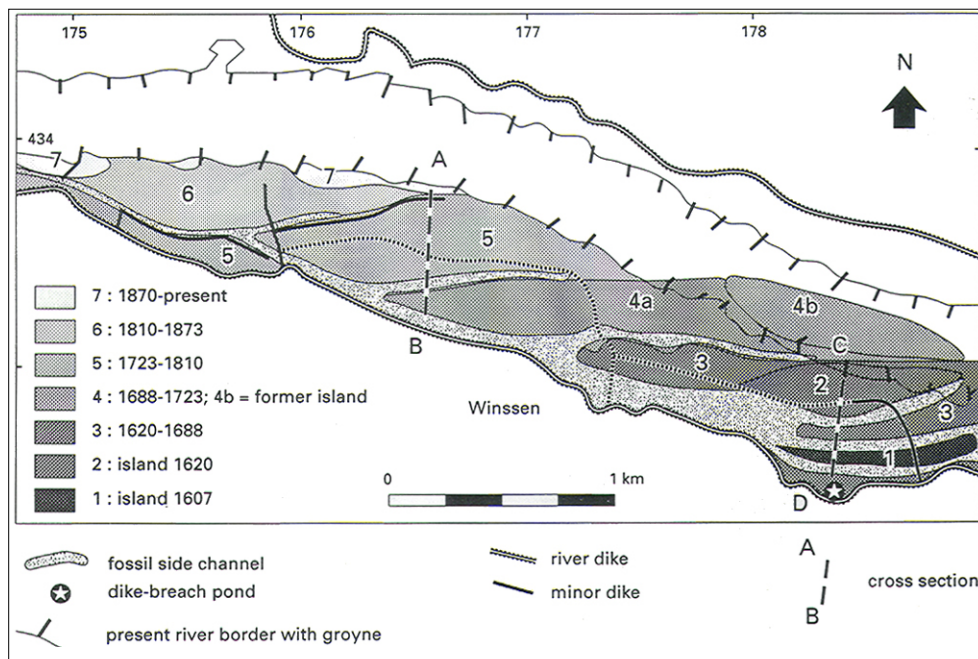 175 176 177 178
N
434
7
A
6
7
5
5
4a
4b
B
C
3
2
3
Winssen
1
D
7 : 1870-present
6 : 1810-1873
5 : 1723-1810
4 : 1688-1723; 4b = former island
3 : 1620-1688
2 : island 1620
1 : island 1607
0 1 km
fossil side channel
dike-breach pond
present river border with groyne
river dike
minor dike
A
B
cross section